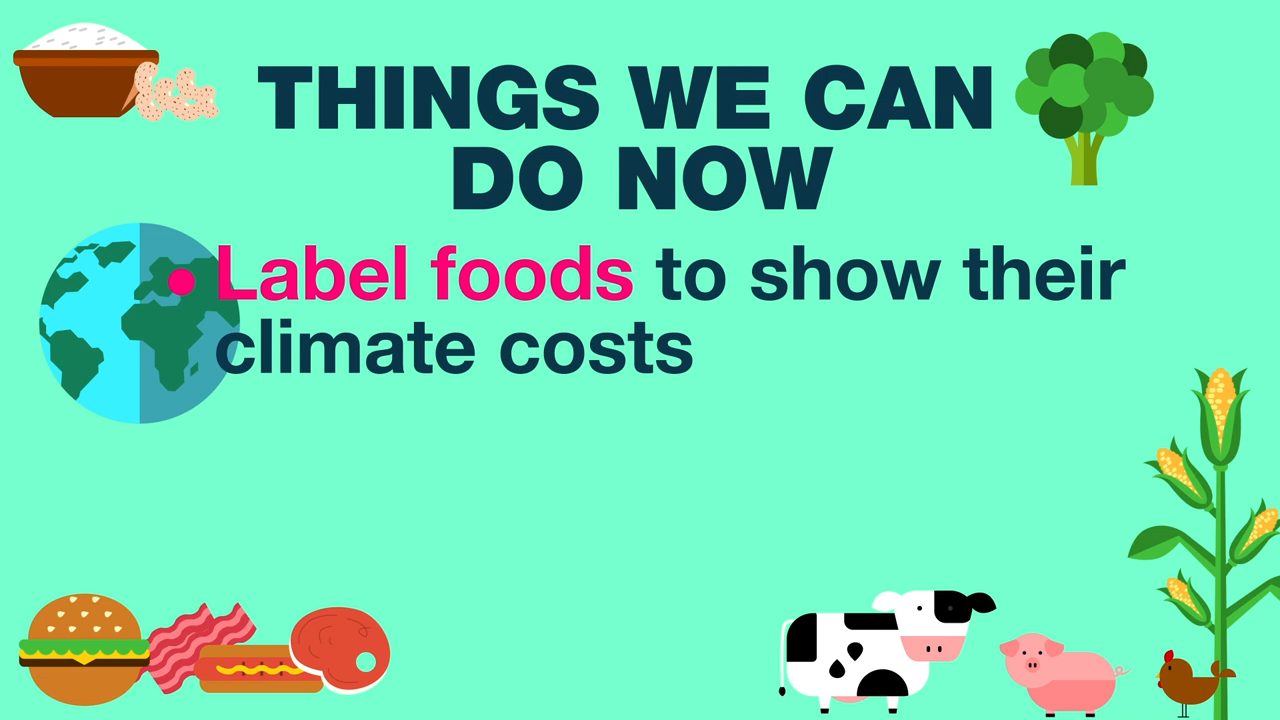 THINGS WE CAN
DO NOW
• Label foods to show their
climate costs